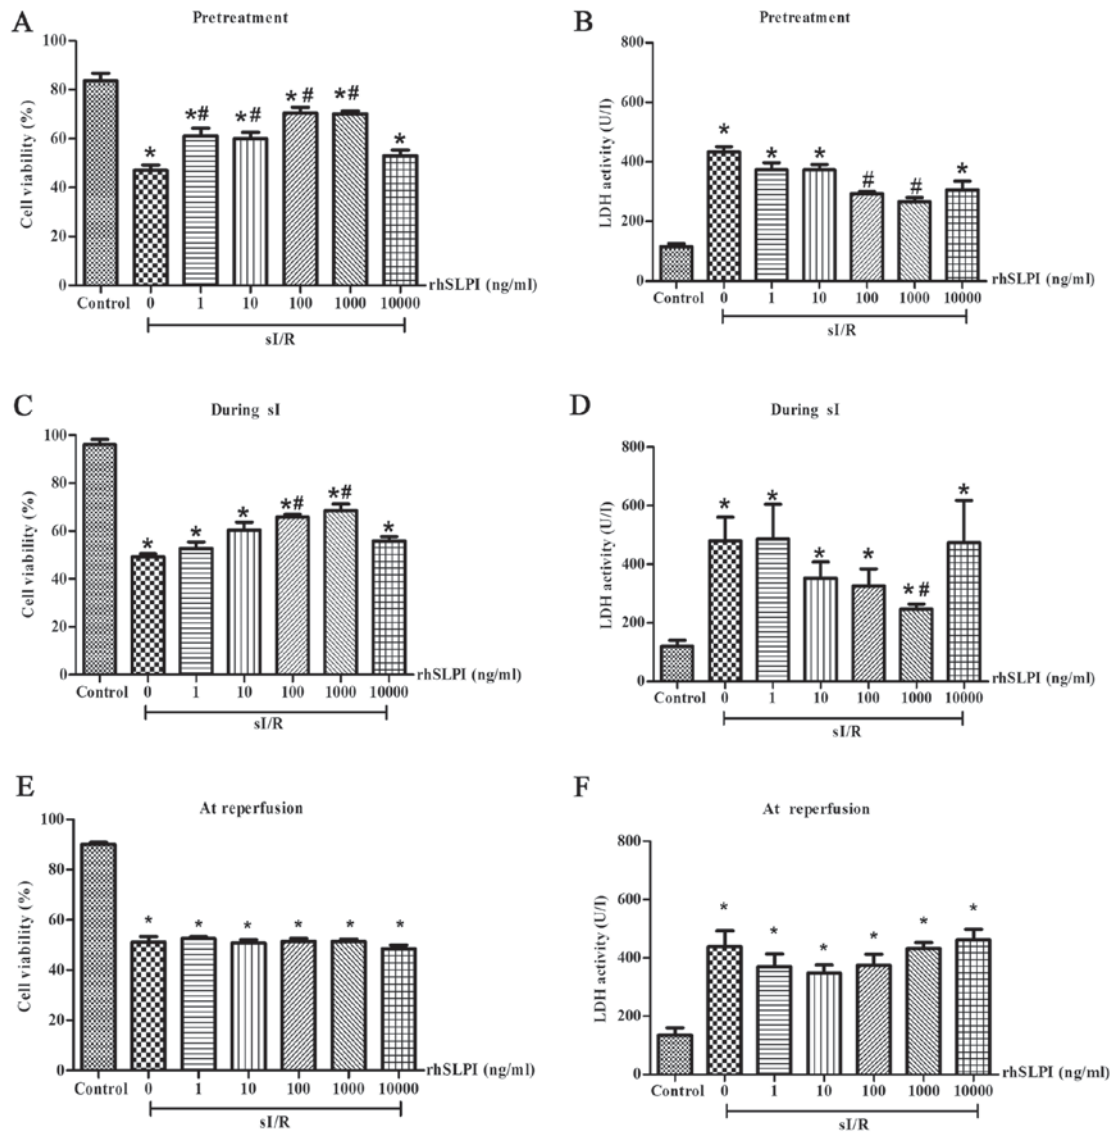 A
Pretreatment
Cell viability (%)
100
80
60
40
20
0
*
*#
*#
*#
*#
*
Control 0 1 10 100 1000 10000 rhSLPI (ng/ml)
sI/R
B
Pretreatment
LDH activity (U/l)
800
600
400
200
0
*
*
*
#
#
*
Control 0 1 10 100 1000 10000 rhSLPI (ng/ml)
sI/R
C
During sI
Cell viability (%)
100
80
60
40
20
0
*
*
*
*#
*#
*
Control 0 1 10 100 1000 10000 rhSLPI (ng/ml)
sI/R
D
During sI
LDH activity (U/l)
800
600
400
200
0
*
*
*
*
*#
*
Control 0 1 10 100 1000 10000 rhSLPI (ng/ml)
sI/R
E
At reperfusion
Cell viability (%)
100
80
60
40
20
0
*
*
*
*
*
*
Control 0 1 10 100 1000 10000 rhSLPI (ng/ml)
sI/R
F
At reperfusion
LDH activity (U/l)
800
600
400
200
0
*
*
*
*
*
*
Control 0 1 10 100 1000 10000 rhSLPI (ng/ml)
sI/R